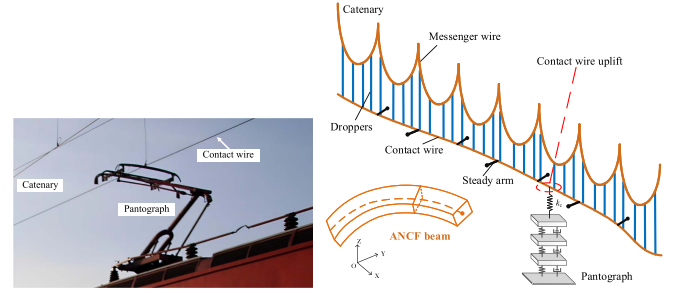 Contact wire
Catenary
Pantograph
Catenary
Messenger wire
Contact wire uplift
Droppers
Contact wire
Steady arm
kc
ANCF beam
Z
Y
O
X
Pantograph